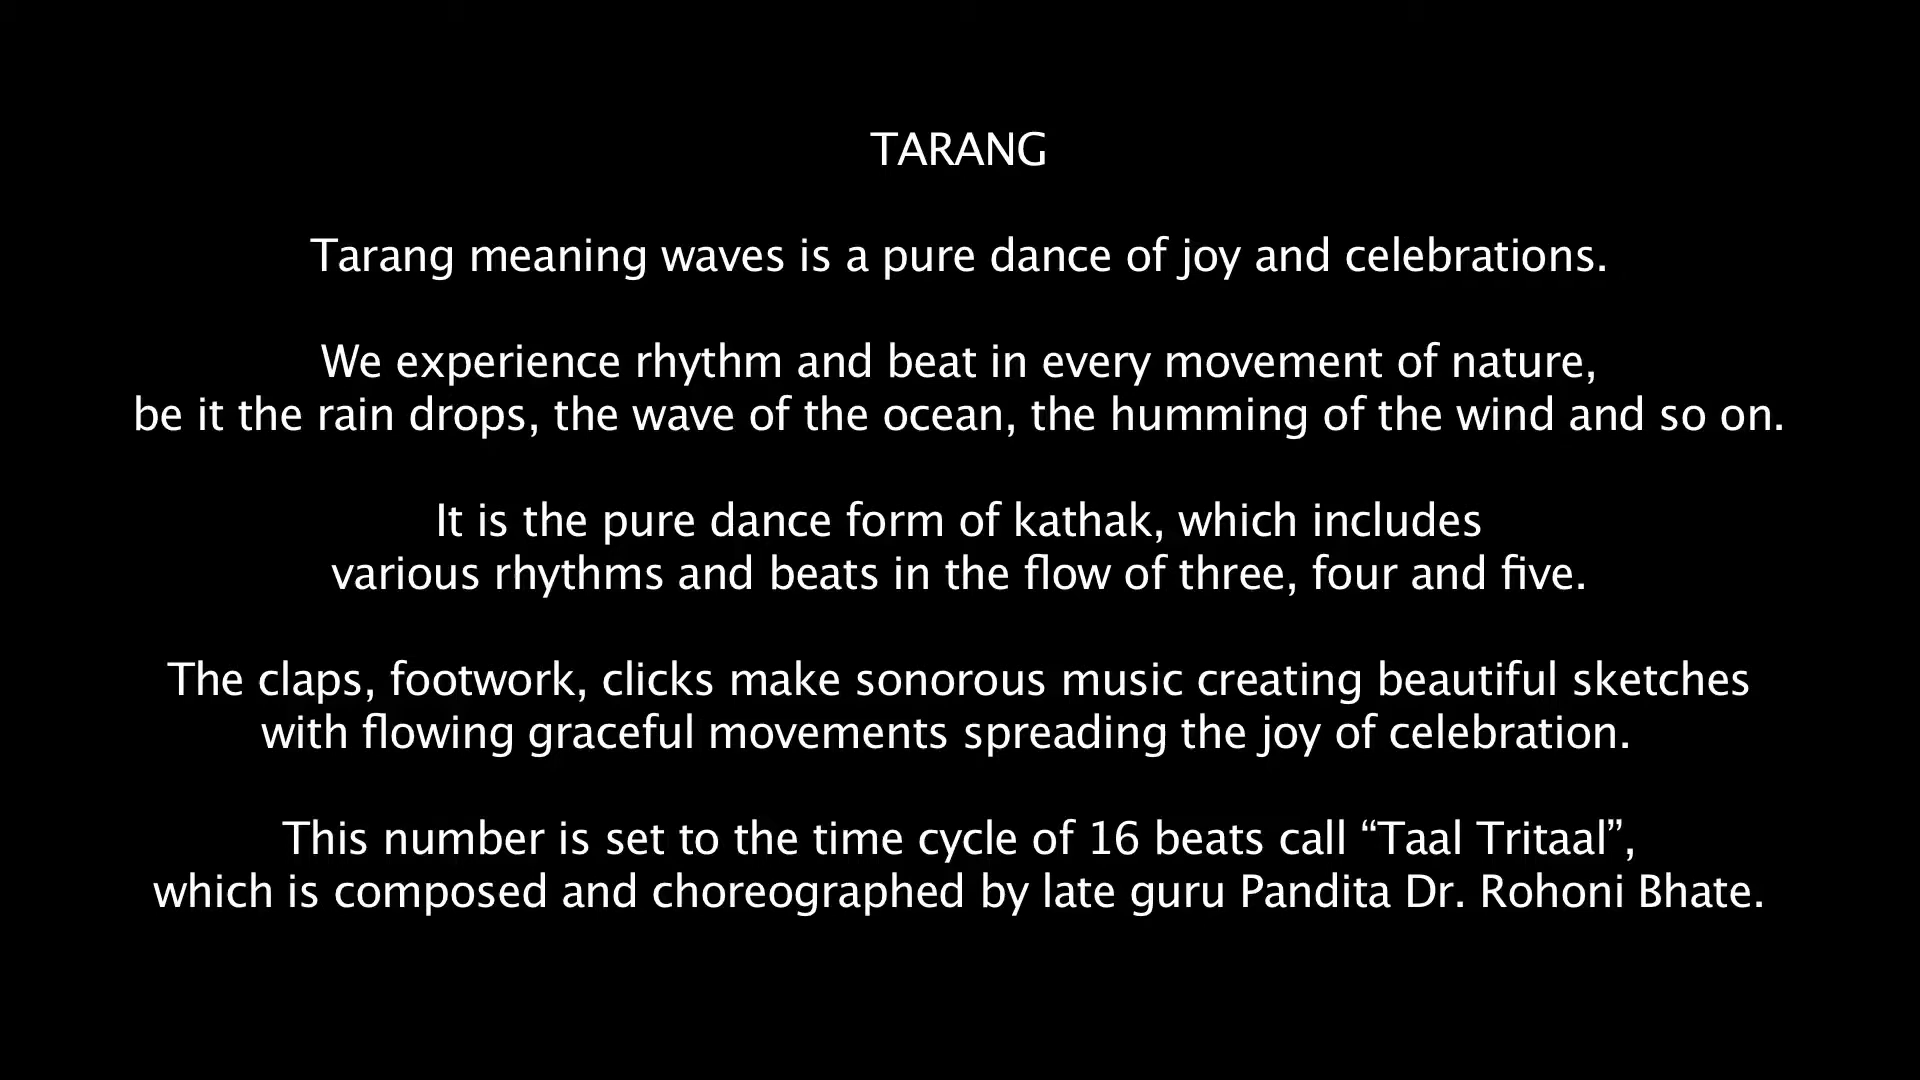 TARANG
Tarang meaning waves is a pure dance of joy and celebrations.
We experience rhythm and beat in every movement of nature,
be it the rain drops, the wave of the ocean, the humming of the wind and so on.
It is the pure dance form of kathak, which includes
various rhythms and beats in the flow of three, four and five.
The claps, footwork, clicks make sonorous music creating beautiful sketches
with flowing graceful movements spreading the joy of celebration.
This number is set to the time cycle of 16 beats call “Taal Tritaal”,
which is composed and choreographed by late guru Pandita Dr. Rohoni Bhate.